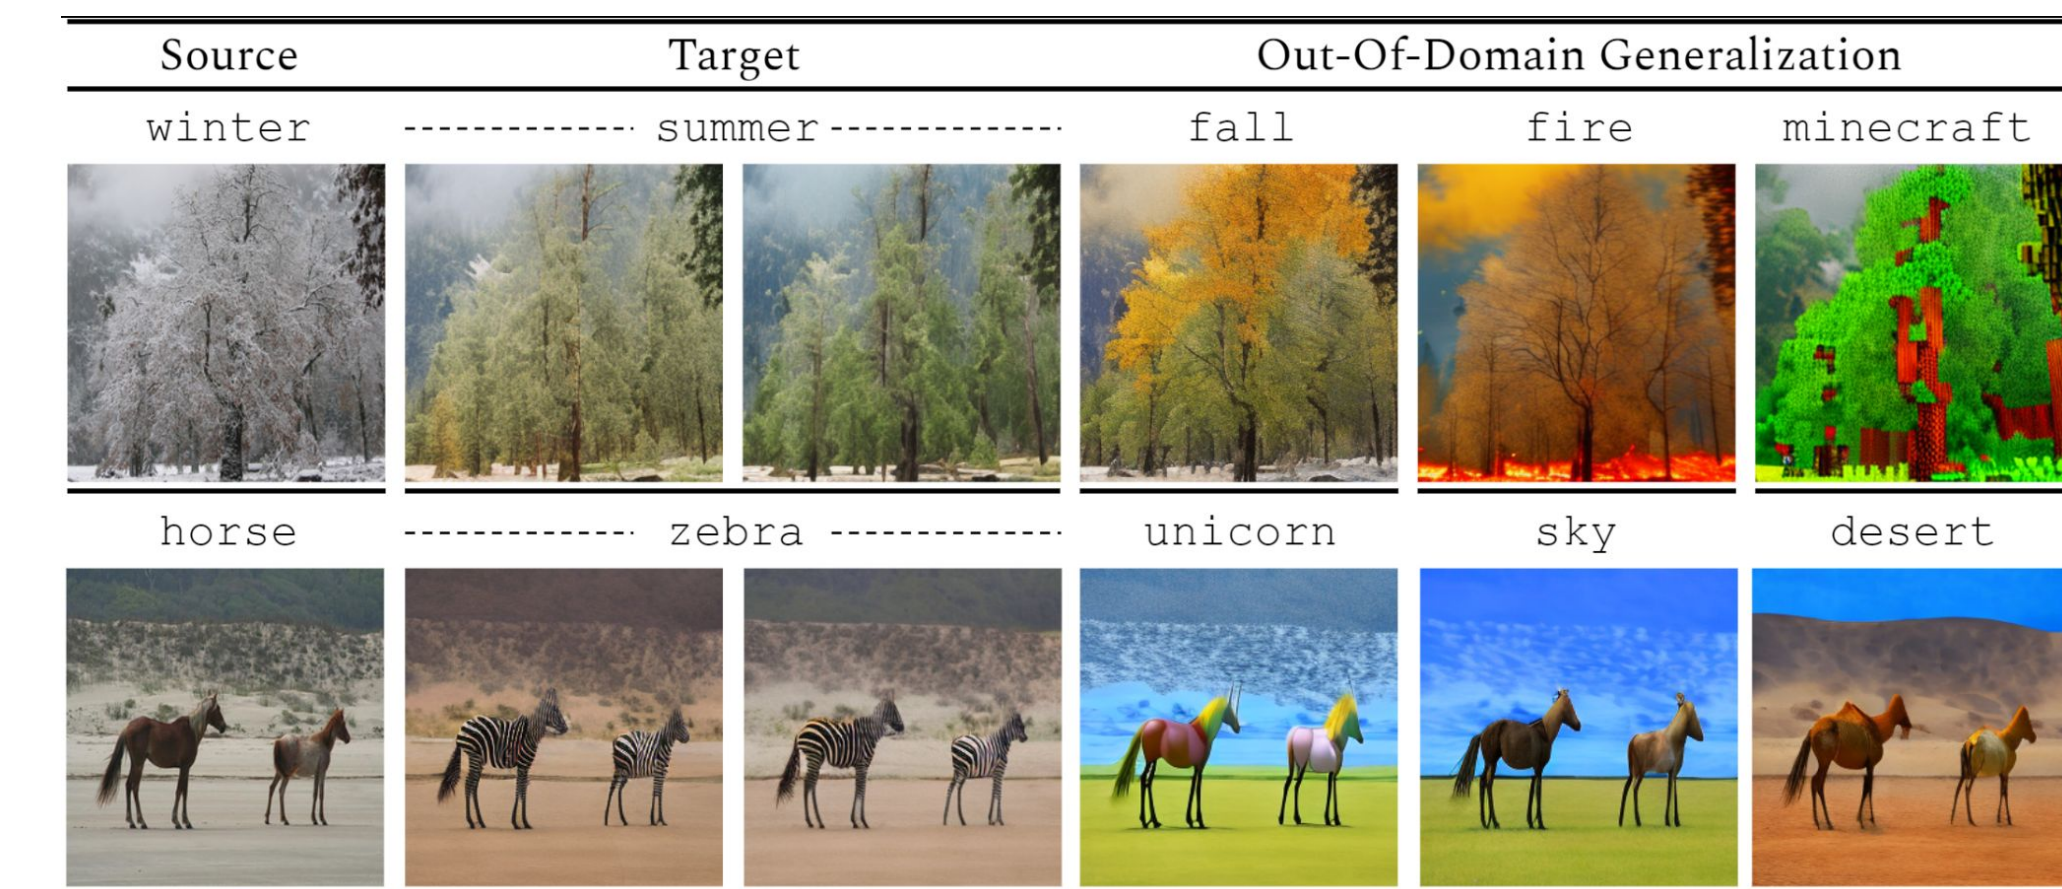 Source Target Out-Of-Domain Generalization
winter summer fall fire minecraft
horse zebra unicorn sky desert